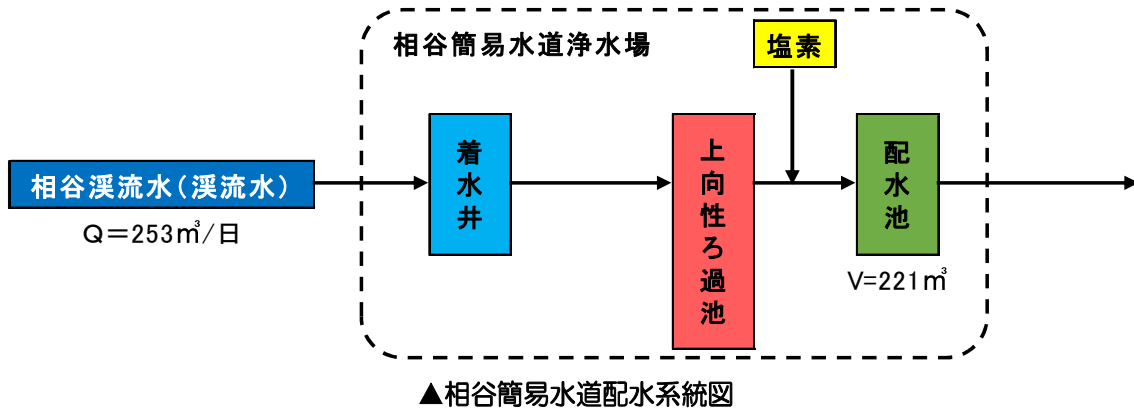 相谷簡易水道浄水場
塩素
相谷渓流水(渓流水)
Q=253㎥/日
着水井
上向性ろ過池
配水池
V=221㎥
▲相谷簡易水道配水系統図